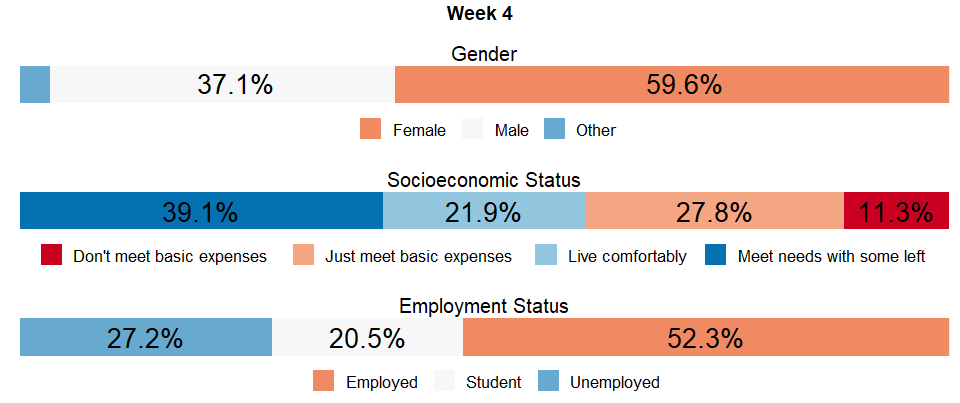 Week 4
Gender
37.1% 59.6%
Female Male Other
Socioeconomic Status
39.1% 21.9% 27.8% 11.3%
Don't meet basic expenses Just meet basic expenses Live comfortably Meet needs with some left
Employment Status
27.2% 20.5% 52.3%
Employed Student Unemployed